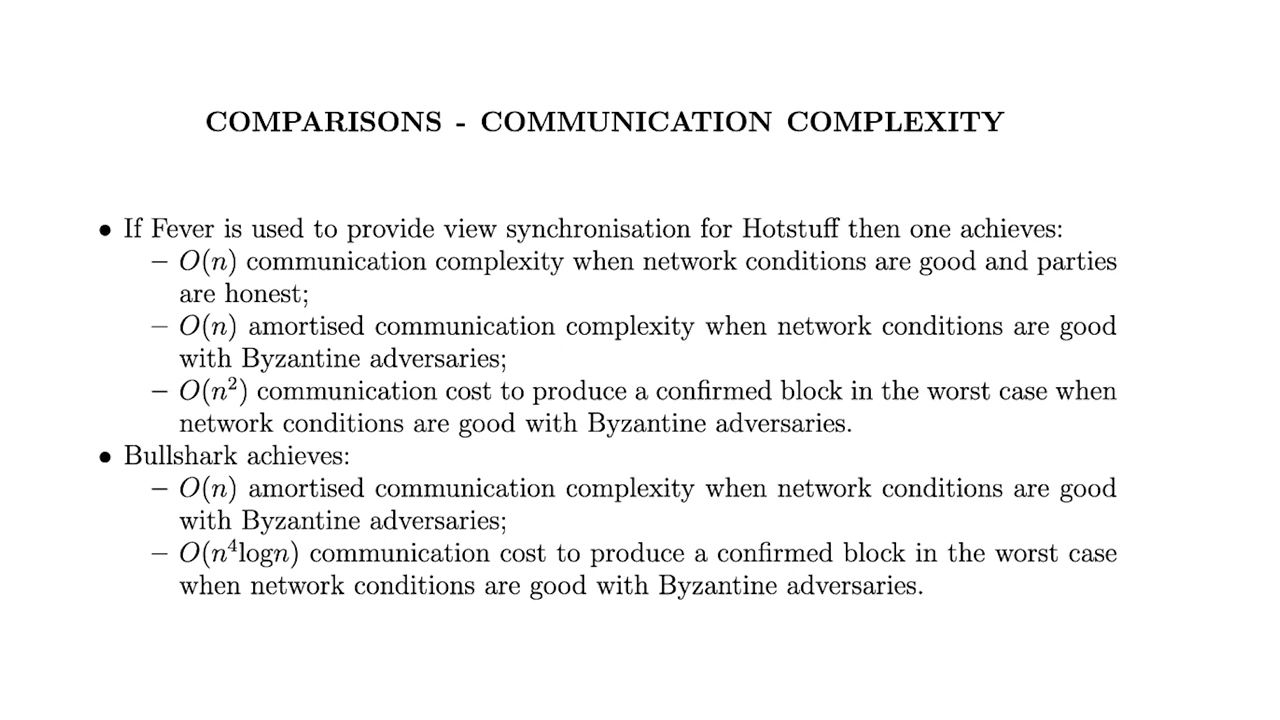 COMPARISONS - COMMUNICATION COMPLEXITY
• If Fever is used to provide view synchronisation for Hotstuff then one achieves:
– O(n) communication complexity when network conditions are good and parties
are honest;
– O(n) amortised communication complexity when network conditions are good
with Byzantine adversaries;
– O(n²) communication cost to produce a confirmed block in the worst case when
network conditions are good with Byzantine adversaries.
• Bullshark achieves:
– O(n) amortised communication complexity when network conditions are good
with Byzantine adversaries;
– O(n⁴logn) communication cost to produce a confirmed block in the worst case
when network conditions are good with Byzantine adversaries.